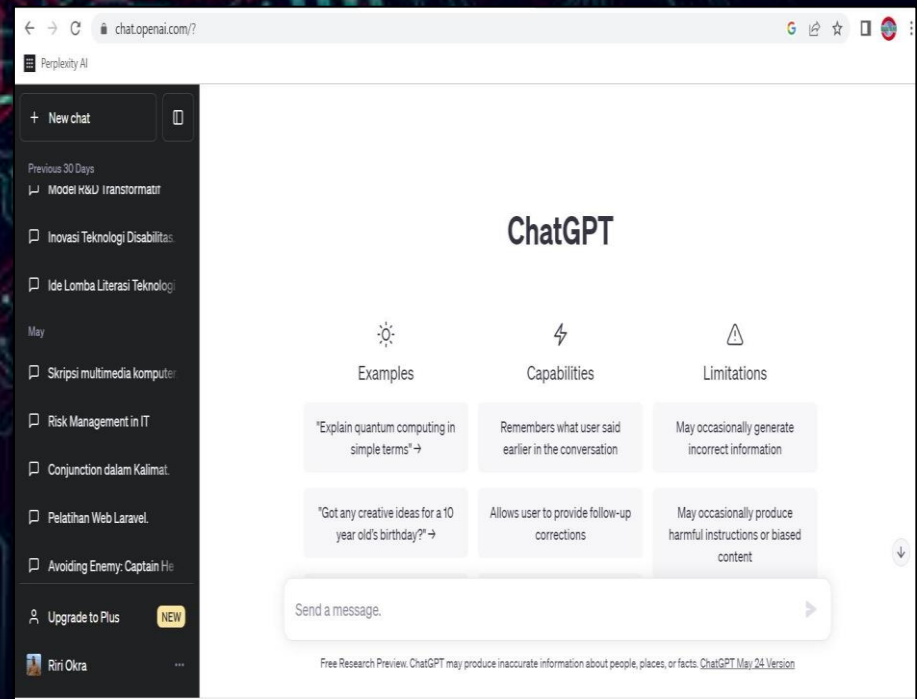 chat.openai.com/?
Perplexity AI
+ New chat
Previous 30 Days
Model R&D Transformatif
Inovasi Teknologi Disabilitas.
Ide Lomba Literasi Teknologi
May
Skripsi multimedia komputer
Risk Management in IT
Conjunction dalam Kalimat.
Pelatihan Web Laravel.
Avoiding Enemy: Captain He
Upgrade to Plus NEW
Riri Okra ...
ChatGPT
Examples
"Explain quantum computing in
simple terms" →
"Got any creative ideas for a 10
year old's birthday?" →
Capabilities
Remembers what user said
earlier in the conversation
Allows user to provide follow-up
corrections
Limitations
May occasionally generate
incorrect information
May occasionally produce
harmful instructions or biased
content
Send a message.
Free Research Preview. ChatGPT may produce inaccurate information about people, places, or facts. ChatGPT May 24 Version